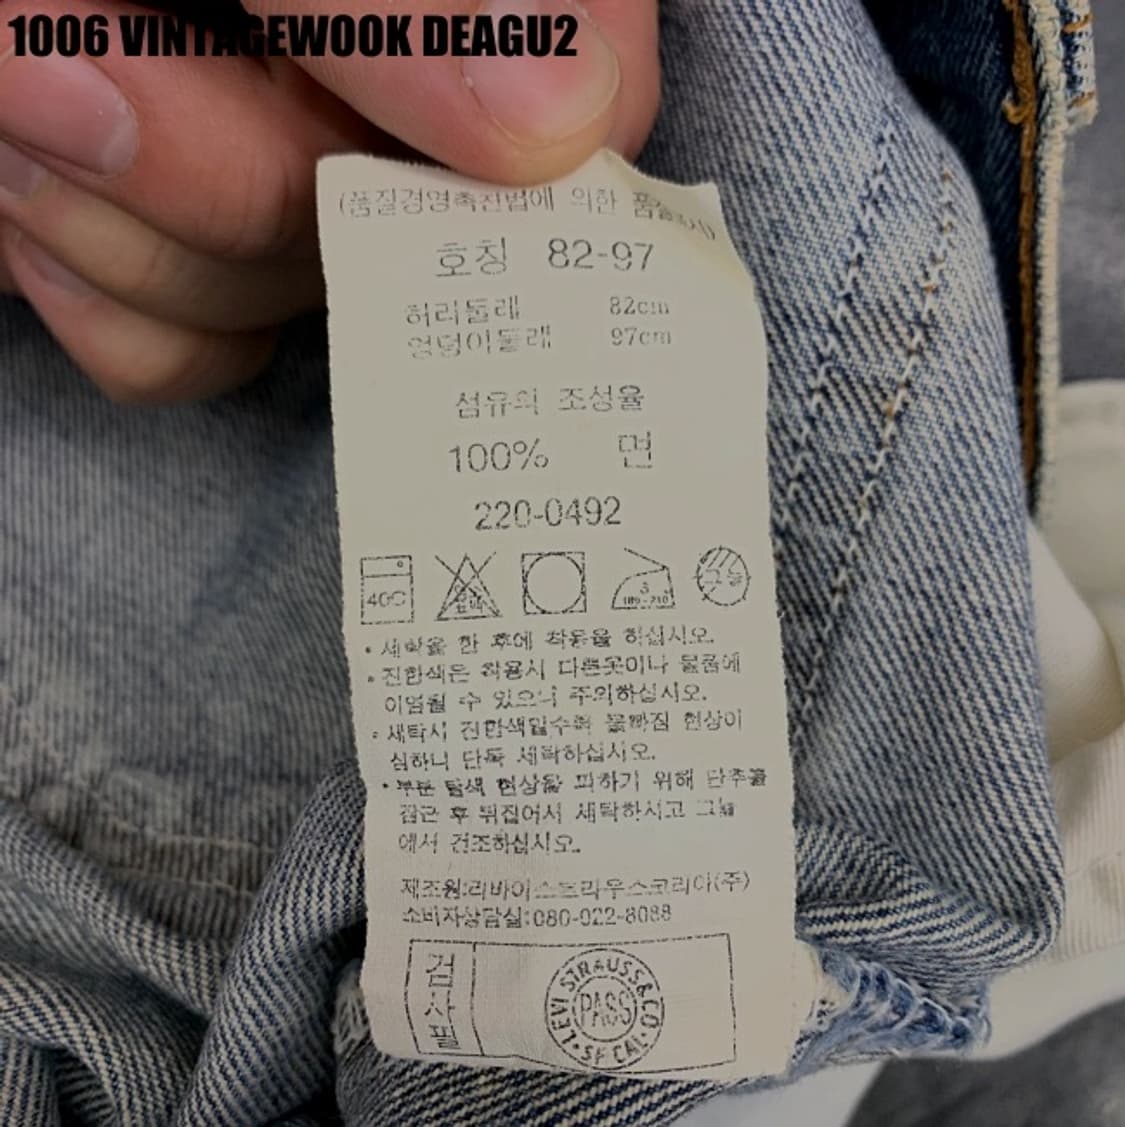 1006 VINTAGEWOOK DEAGU2
(품질경영촉진법에 의한 품질표시)
호칭 82-97
허리둘레 82cm
엉덩이둘레 97cm
섬유의 조성율
100% 면
220-0492
40C 3 180-210 그늘
• 세탁을 한 후에 착용을 하십시오.
• 진한색은 착용시 다른옷이나 물품에
이염될 수 있으니 주의하십시오.
• 세탁시 진한색일수록 물빠짐 현상이
심하니 단독 세탁하십시오.
• 부분 탈색 현상을 피하기 위해 단추를
잠근 후 뒤집어서 세탁하시고 그늘
에서 건조하십시오.
제조원:리바이스트라우스코리아(주)
소비자상담실:080-022-8088
검사필
LEVI STRAUSS & CO
PASS
SF CAL